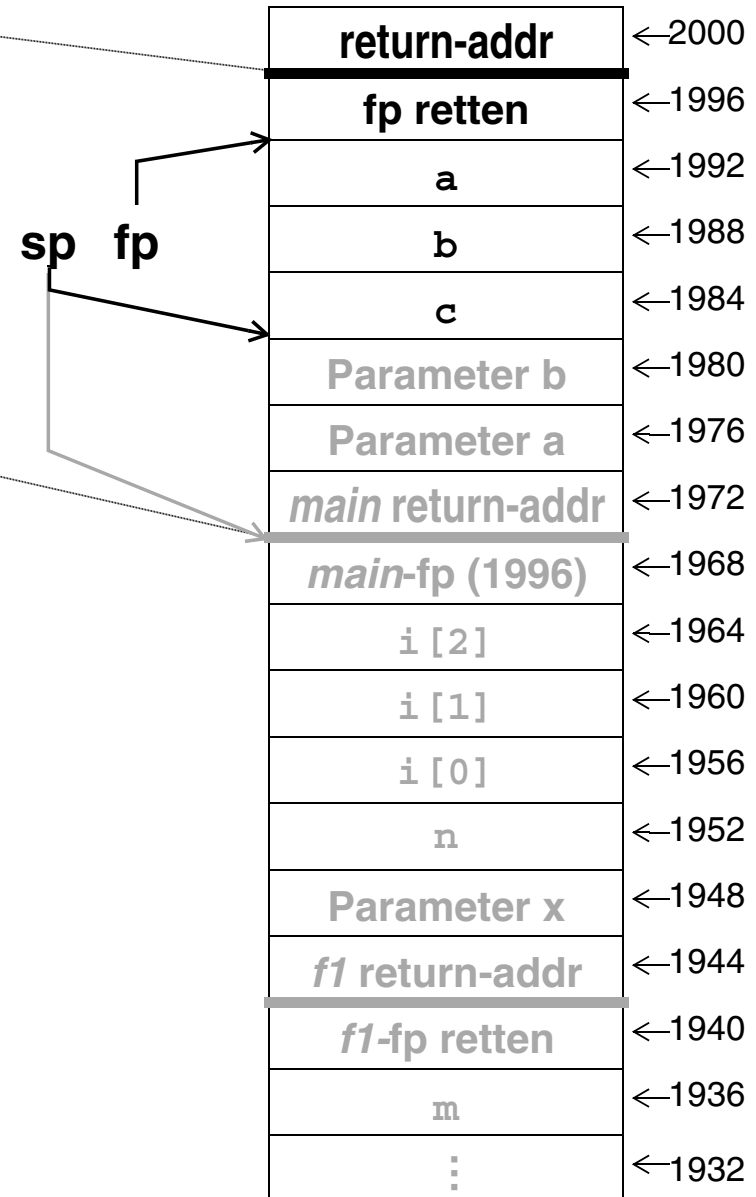 return-addr ←2000
fp retten ←1996
a ←1992
sp fp b ←1988
c ←1984
Parameter b ←1980
Parameter a ←1976
main return-addr ←1972
main-fp (1996) ←1968
i[2] ←1964
i[1] ←1960
i[0] ←1956
n ←1952
Parameter x ←1948
f1 return-addr ←1944
f1-fp retten ←1940
m ←1936
⋮ ←1932